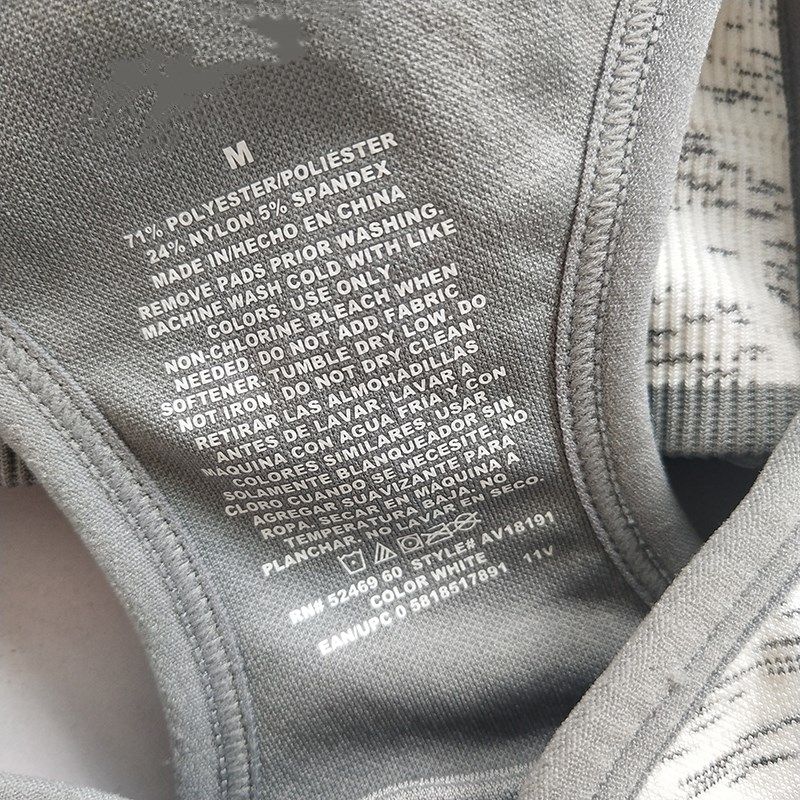 M
71% POLYESTER/POLIESTER
24% NYLON 5% SPANDEX
MADE IN/HECHO EN CHINA
REMOVE PADS PRIOR WASHING.
MACHINE WASH COLD WITH LIKE
COLORS. USE ONLY
NON-CHLORINE BLEACH WHEN
NEEDED. DO NOT ADD FABRIC
SOFTENER. TUMBLE DRY LOW. DO
NOT IRON. DO NOT DRY CLEAN.
RETIRAR LAS ALMOHADILLAS
ANTES DE LAVAR. LAVAR A
MÁQUINA CON AGUA FRIA Y CON
COLORES SIMILARES. USAR
SOLAMENTE BLANQUEADOR SIN
CLORO CUANDO SE NECESITE, NO
AGREGAR SUAVIZANTE PARA
ROPA. SECAR EN MÁQUINA A
TEMPERATURA BAJA. NO
PLANCHAR. NO LAVAR EN SECO.
RN# 52469 60 STYLE# AV18191
COLOR WHITE
EAN/UPC 0 5818517891 11V